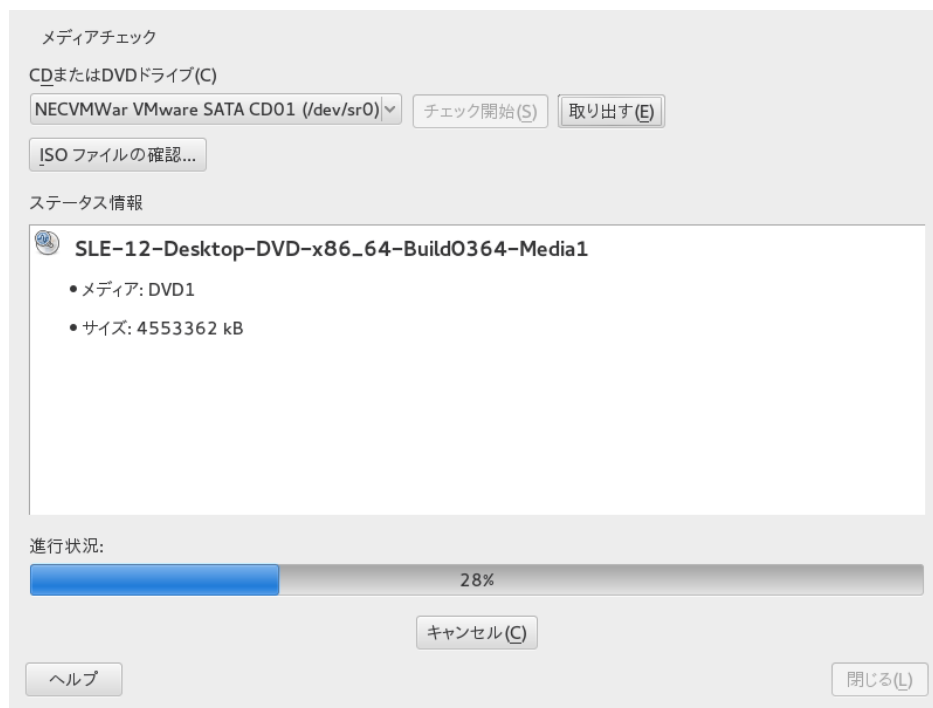 メディアチェック
CDまたはDVDドライブ(C)
NECVMWar VMware SATA CD01 (/dev/sr0)
チェック開始(S)
取り出す(E)
ISO ファイルの確認...
ステータス情報
SLE-12-Desktop-DVD-x86_64-Build0364-Media1
• メディア: DVD1
• サイズ: 4553362 kB
進行状況:
28%
キャンセル(C)
ヘルプ
閉じる(L)